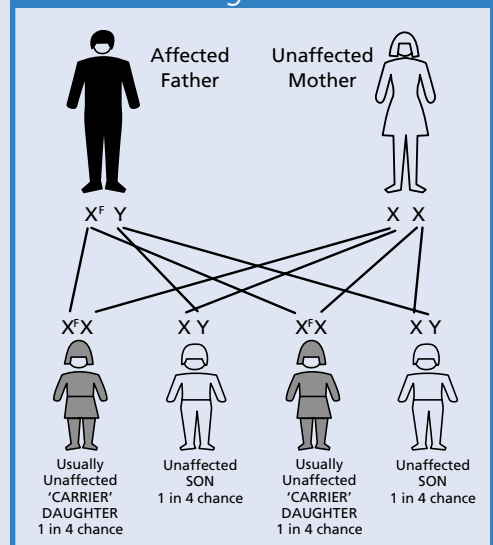 Affected
Father
Unaffected
Mother
Xᶠ Y
X X
XᶠX
X Y
XᶠX
X Y
Usually
Unaffected
‘CARRIER’
DAUGHTER
1 in 4 chance
Unaffected
SON
1 in 4 chance
Usually
Unaffected
‘CARRIER’
DAUGHTER
1 in 4 chance
Unaffected
SON
1 in 4 chance